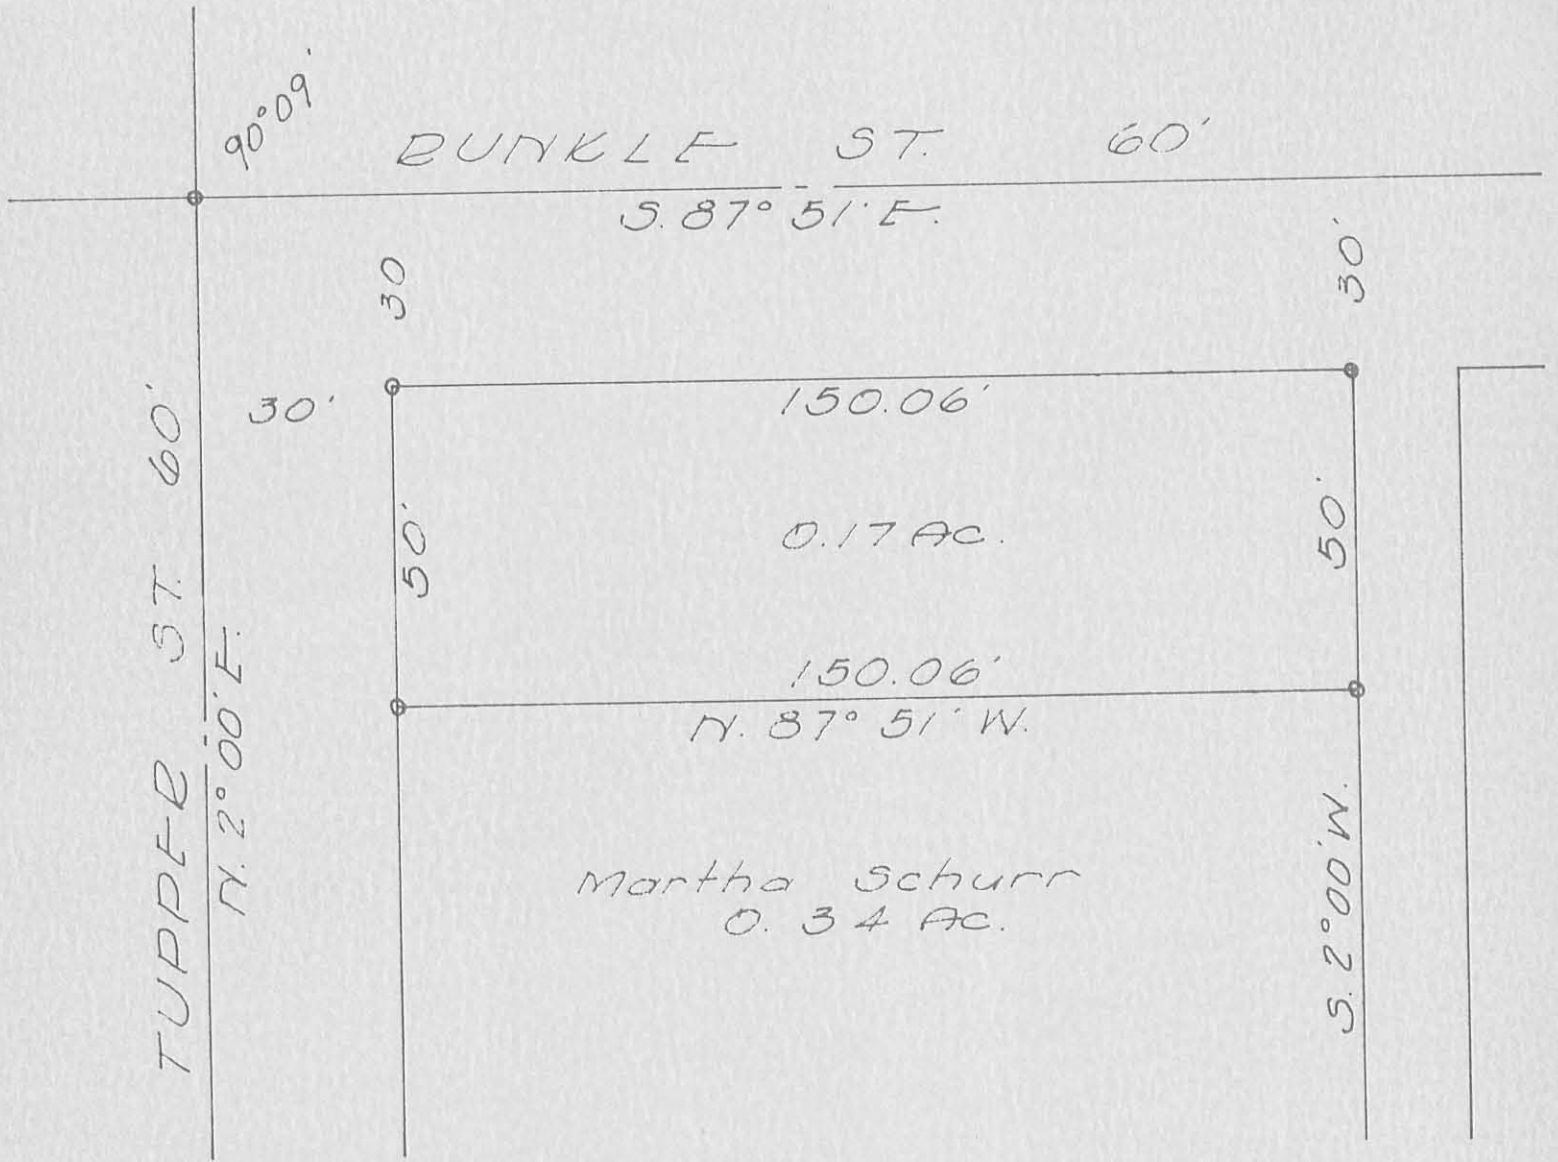 90°09'
RUNKLE ST. 60'
S. 87° 51' E.
30
30'
30'
150.06'
TUPPER ST. 60'
N. 2° 00' E.
50'
0.17 AC.
50'
150.06'
N. 87° 51' W.
Martha Schurr
0.34 AC.
S. 2° 00' W.